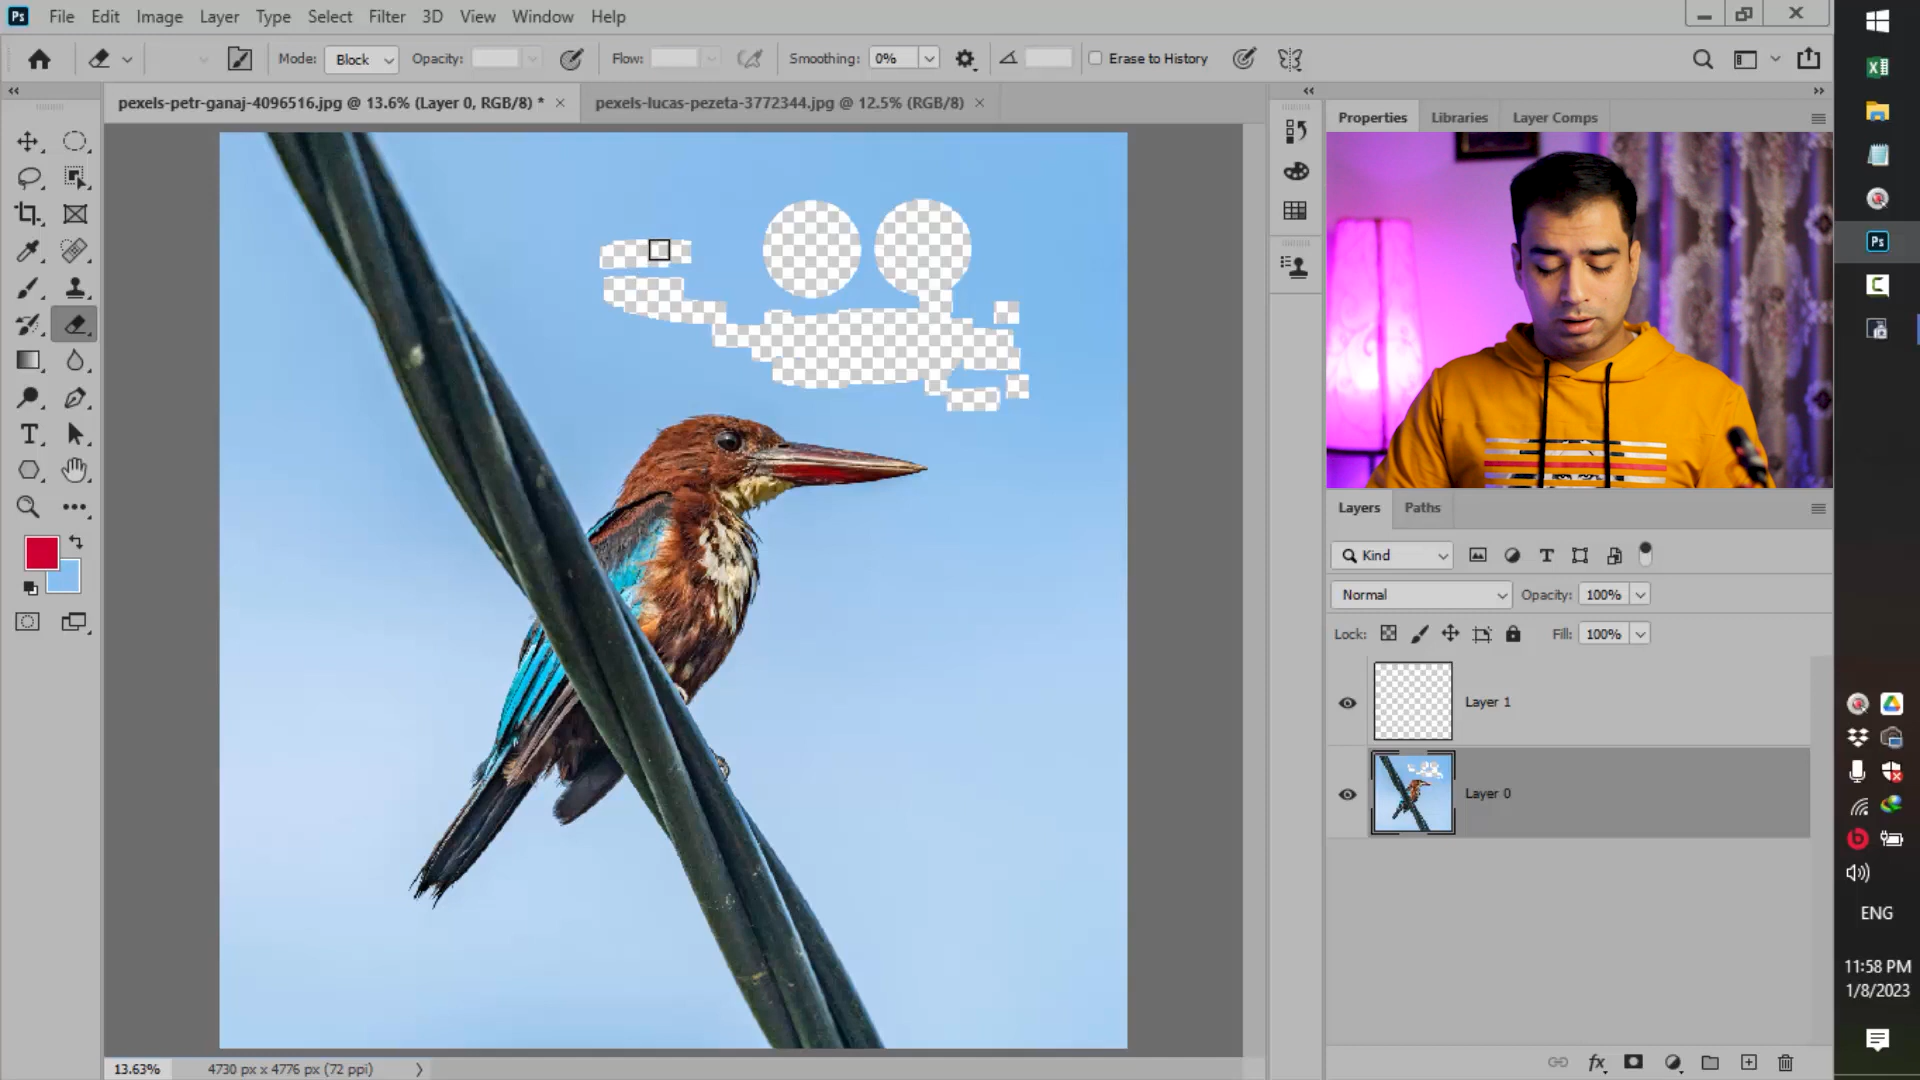 Ps File Edit Image Layer Type Select Filter 3D View Window Help
Mode: Block Opacity: Flow: Smoothing: 0% Erase to History
pexels-petr-ganaj-4096516.jpg @ 13.6% (Layer 0, RGB/8) * × pexels-lucas-pezeta-3772344.jpg @ 12.5% (RGB/8) ×
Properties Libraries Layer Comps
Ps
Layers Paths
Kind
Normal Opacity: 100%
Lock: Fill: 100%
Layer 1
Layer 0
ENG
11:58 PM
1/8/2023
13.63% 4730 px x 4776 px (72 ppi)